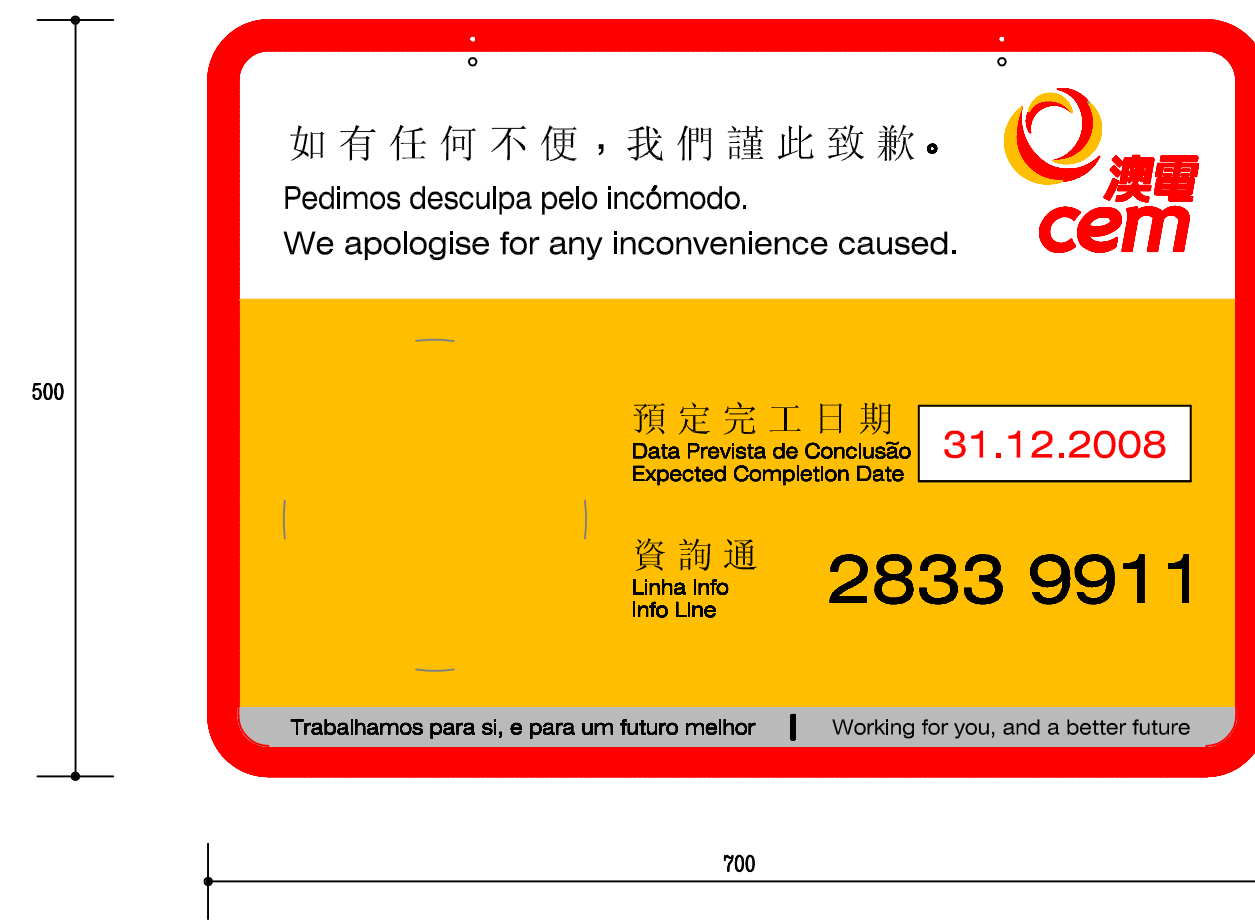 如有任何不便，我們謹此致歉。
Pedimos desculpa pelo incómodo.
We apologise for any inconvenience caused.
澳電
cem
500
預定完工日期
Data Prevista de Conclusão
Expected Completion Date
31.12.2008
資詢通
Linha Info
Info Line
2833 9911
Trabalhamos para si, e para um futuro melhor | Working for you, and a better future
700